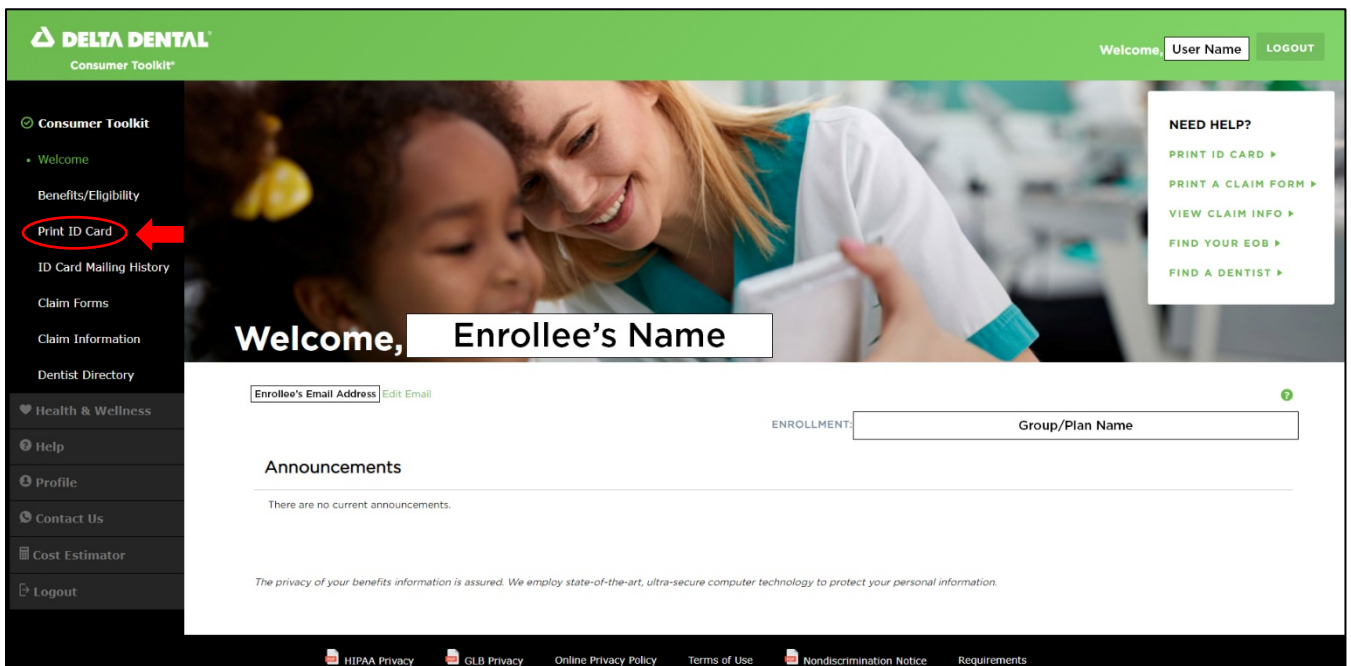 DELTA DENTAL®
Consumer Toolkit®
Welcome, User Name LOGOUT
Consumer Toolkit
Welcome
Benefits/Eligibility
Print ID Card
ID Card Mailing History
Claim Forms
Claim Information
Dentist Directory
Health & Wellness
Help
Profile
Contact Us
Cost Estimator
Logout
NEED HELP?
PRINT ID CARD
PRINT A CLAIM FORM
VIEW CLAIM INFO
FIND YOUR EOB
FIND A DENTIST
Welcome, Enrollee's Name
Enrollee's Email Address Edit Email
ENROLLMENT: Group/Plan Name
Announcements
There are no current announcements.
The privacy of your benefits information is assured. We employ state-of-the-art, ultra-secure computer technology to protect your personal information.
HIPAA Privacy GLB Privacy Online Privacy Policy Terms of Use Nondiscrimination Notice Requirements